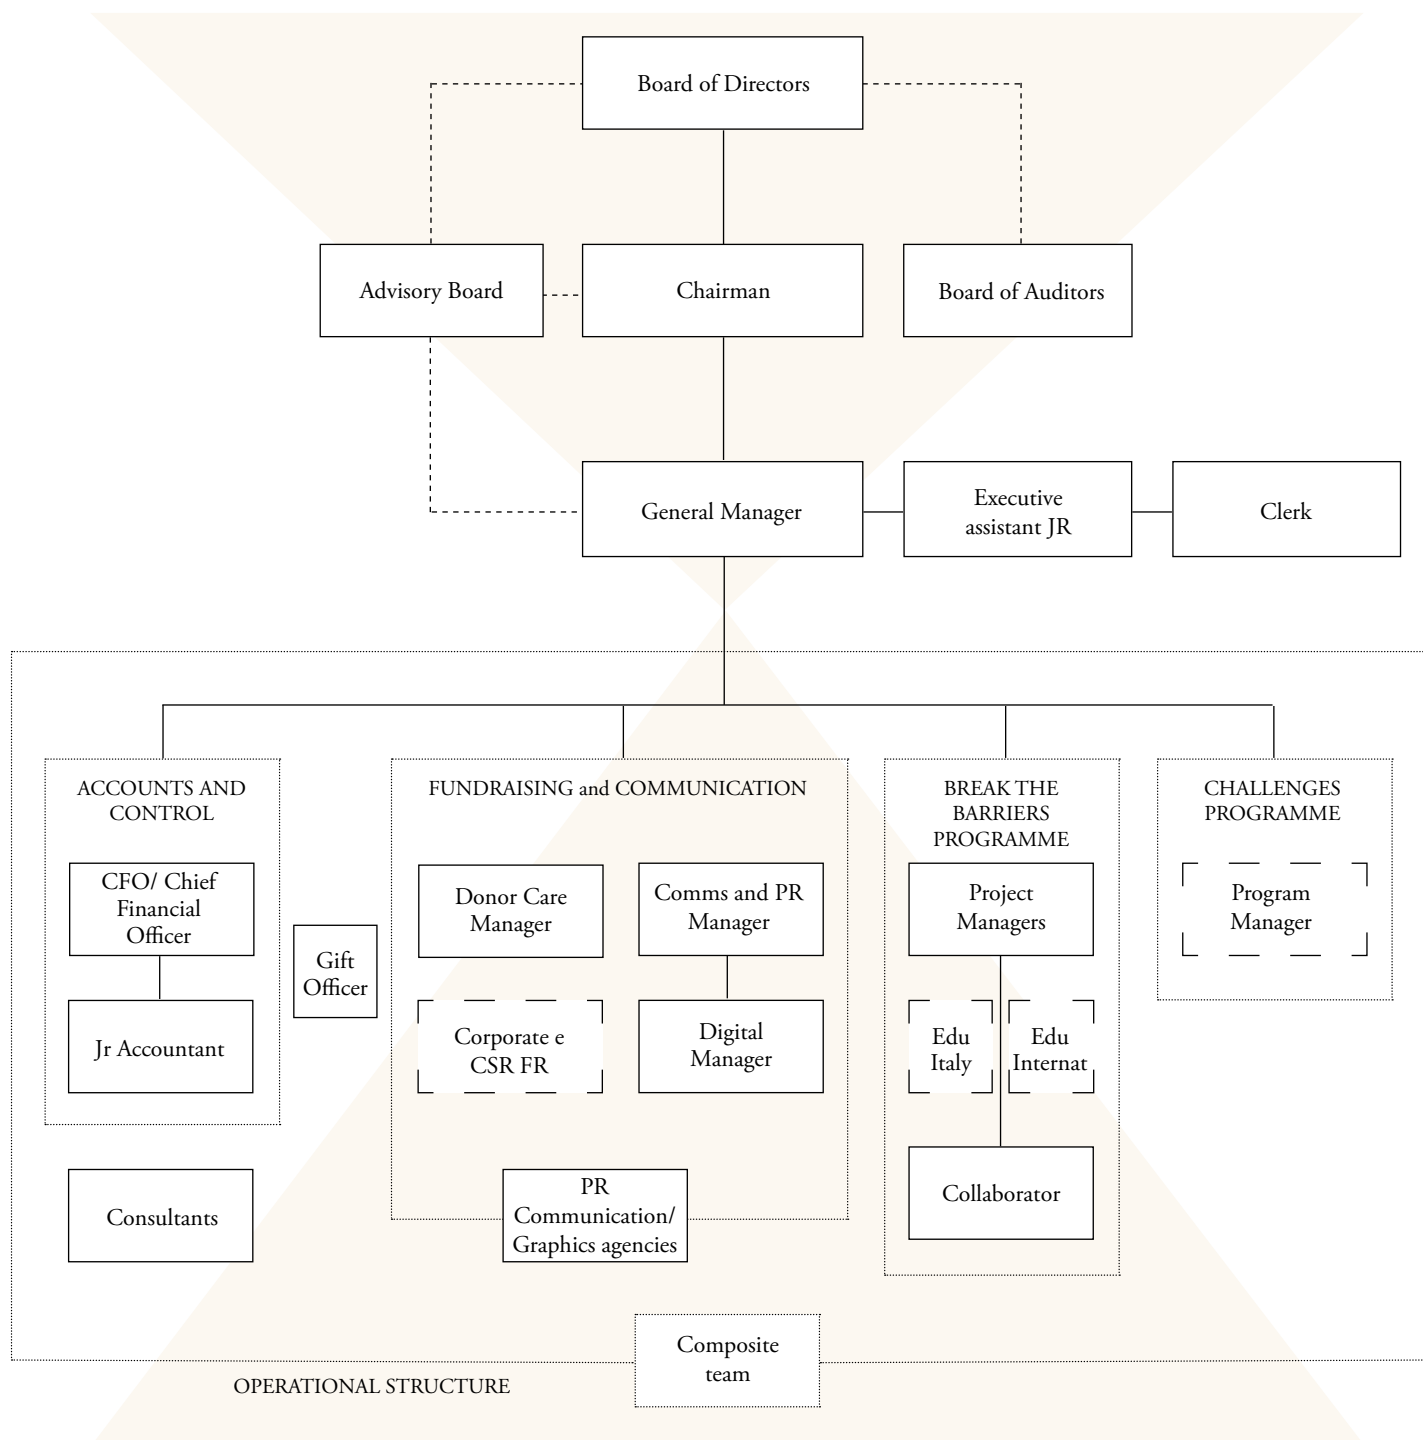 Board of Directors
Advisory Board
Chairman
Board of Auditors
General Manager
Executive
assistant JR
Clerk
ACCOUNTS AND
CONTROL
CFO/ Chief
Financial
Officer
Jr Accountant
Consultants
Gift
Officer
FUNDRAISING and COMMUNICATION
Donor Care
Manager
Comms and PR
Manager
Corporate e
CSR FR
Digital
Manager
PR
Communication/
Graphics agencies
BREAK THE
BARRIERS
PROGRAMME
Project
Managers
Edu
Italy
Edu
Internat
Collaborator
CHALLENGES
PROGRAMME
Program
Manager
Composite
team
OPERATIONAL STRUCTURE